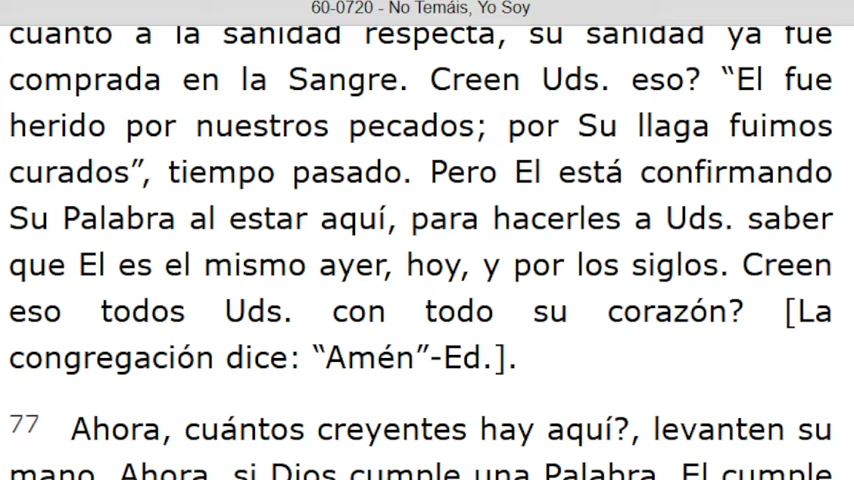 60-0720 - No Temáis, Yo Soy
cuanto a la sanidad respecta, su sanidad ya fue
comprada en la Sangre. Creen Uds. eso? “El fue
herido por nuestros pecados; por Su llaga fuimos
curados”, tiempo pasado. Pero El está confirmando
Su Palabra al estar aquí, para hacerles a Uds. saber
que El es el mismo ayer, hoy, y por los siglos. Creen
eso todos Uds. con todo su corazón? [La
congregación dice: “Amén”-Ed.].
77 Ahora, cuántos creyentes hay aquí?, levanten su
mano. Ahora, si Dios cumple una Palabra, El cumple